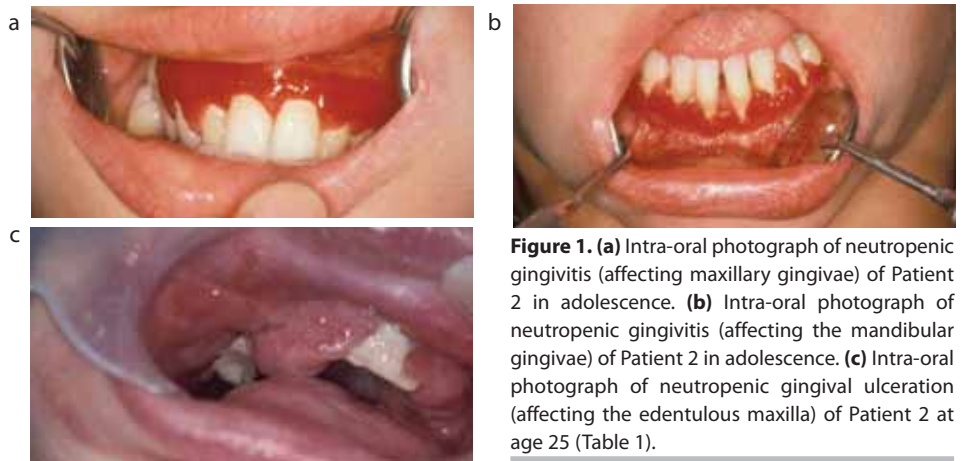 a
b
c
Figure 1. (a) Intra-oral photograph of neutropenic
gingivitis (affecting maxillary gingivae) of Patient
2 in adolescence. (b) Intra-oral photograph of
neutropenic gingivitis (affecting the mandibular
gingivae) of Patient 2 in adolescence. (c) Intra-oral
photograph of neutropenic gingival ulceration
(affecting the edentulous maxilla) of Patient 2 at
age 25 (Table 1).